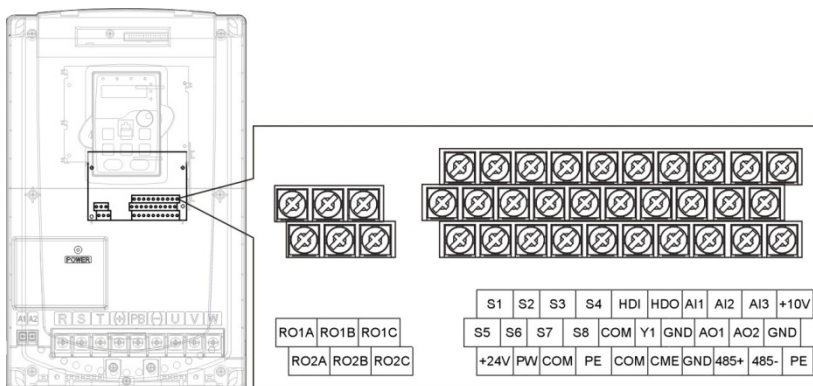 POWER
A1 A2 R S T (+) PB (-) U V W
S1 S2 S3 S4 HDI HDO AI1 AI2 AI3 +10V
RO1A RO1B RO1C S5 S6 S7 S8 COM Y1 GND AO1 AO2 GND
RO2A RO2B RO2C +24V PW COM PE COM CME GND 485+ 485- PE